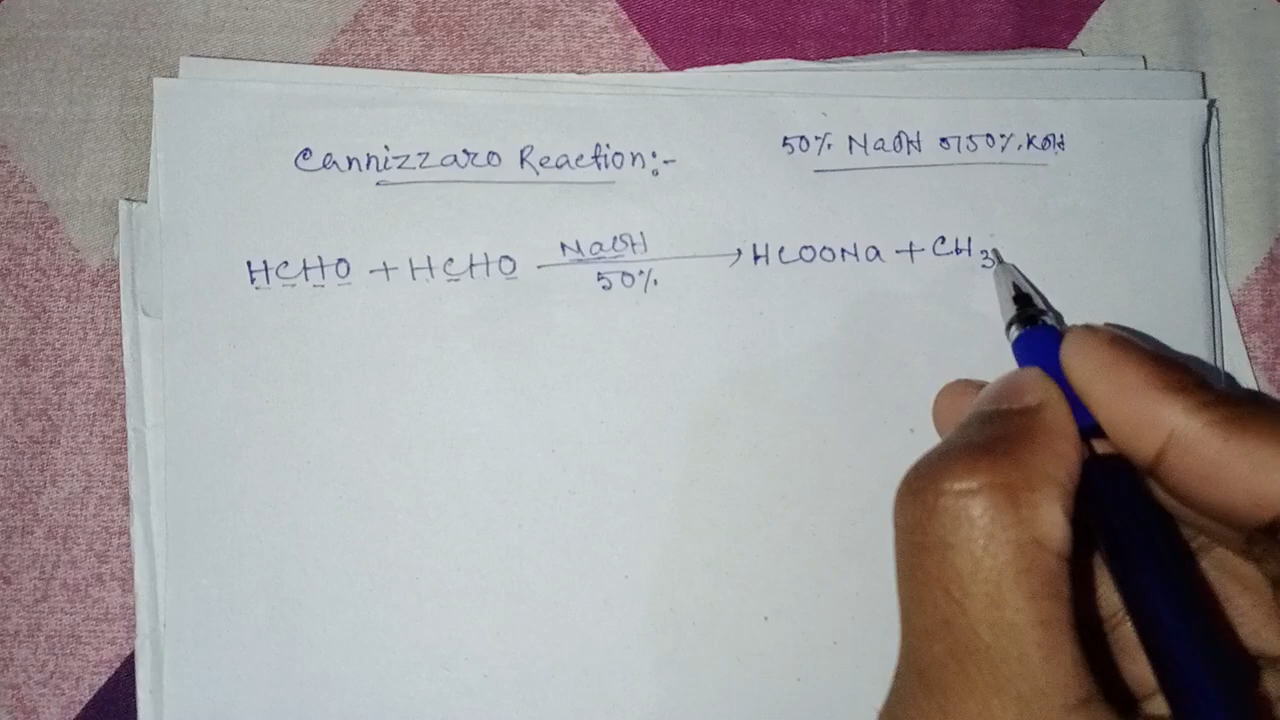 Cannizzaro Reaction:-
50% NaOH or 50% KOH
HCHO + HCHO NaOH 50% → HCOONa + CH3